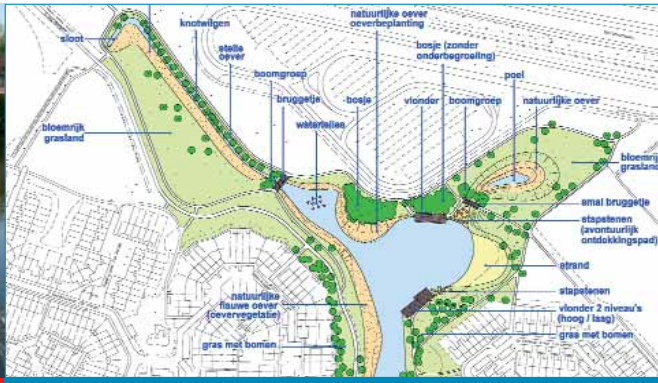 sloot
knotwilgen
steile
oever
boomgroep
bruggetje
waterlelies
bosje
natuurlijke oever
oeverbeplanting
bosje (zonder
onderbegroeiing)
vlonder
boomgroep
poel
natuurlijke oever
bloemrijk
grasland
bloemrijk
grasland
smal bruggetje
stapstenen
(avontuurlijk
ontdekkingspad)
strand
stapstenen
vlonder 2 niveau's
(hoog / laag)
gras met bomen
natuurlijke
flauwe oever
(oevervegetatie)
gras met bomen